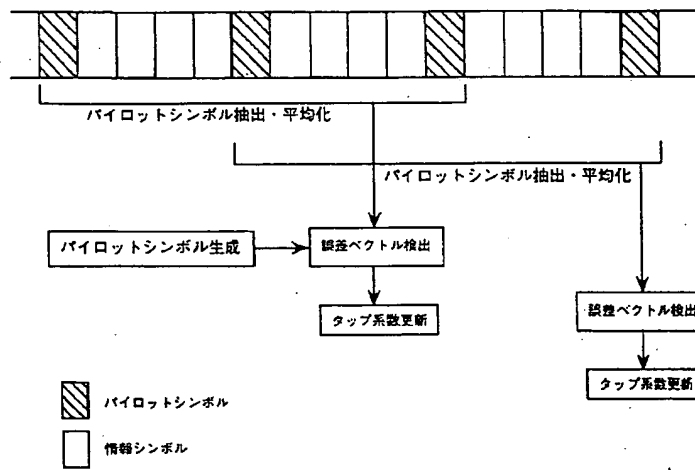 パイロットシンボル抽出・平均化
パイロットシンボル抽出・平均化
パイロットシンボル生成
誤差ベクトル検出
タップ係数更新
誤差ベクトル検出
タップ係数更新
パイロットシンボル
情報シンボル